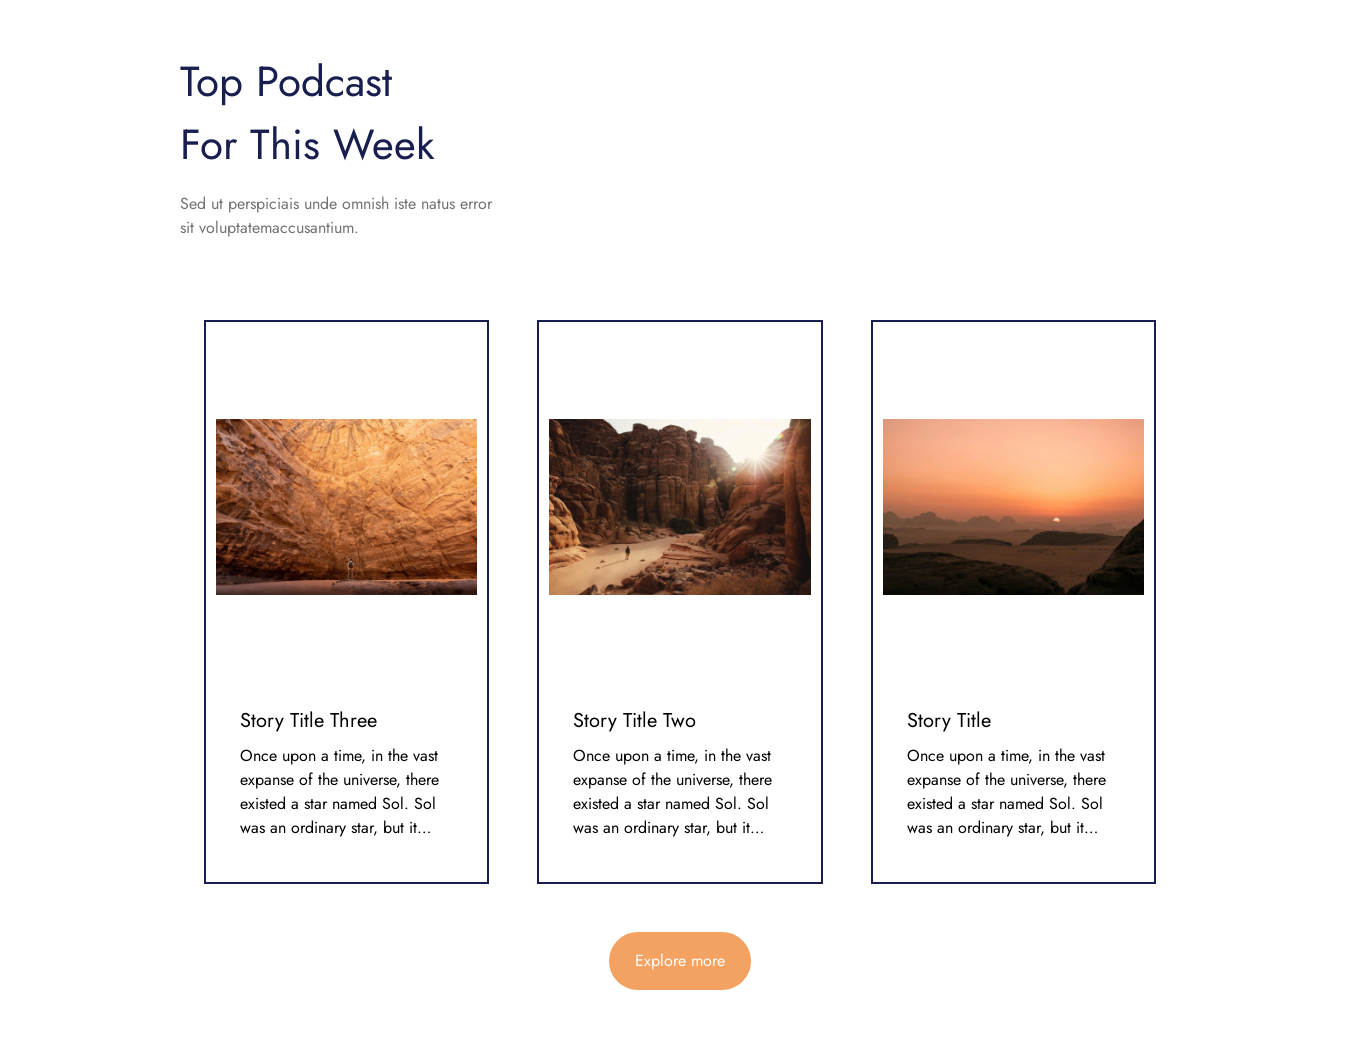 Top Podcast
For This Week
Sed ut perspiciais unde omnish iste natus error
sit voluptatemaccusantium.
Story Title Three
Once upon a time, in the vast
expanse of the universe, there
existed a star named Sol. Sol
was an ordinary star, but it...
Story Title Two
Once upon a time, in the vast
expanse of the universe, there
existed a star named Sol. Sol
was an ordinary star, but it...
Story Title
Once upon a time, in the vast
expanse of the universe, there
existed a star named Sol. Sol
was an ordinary star, but it...
Explore more